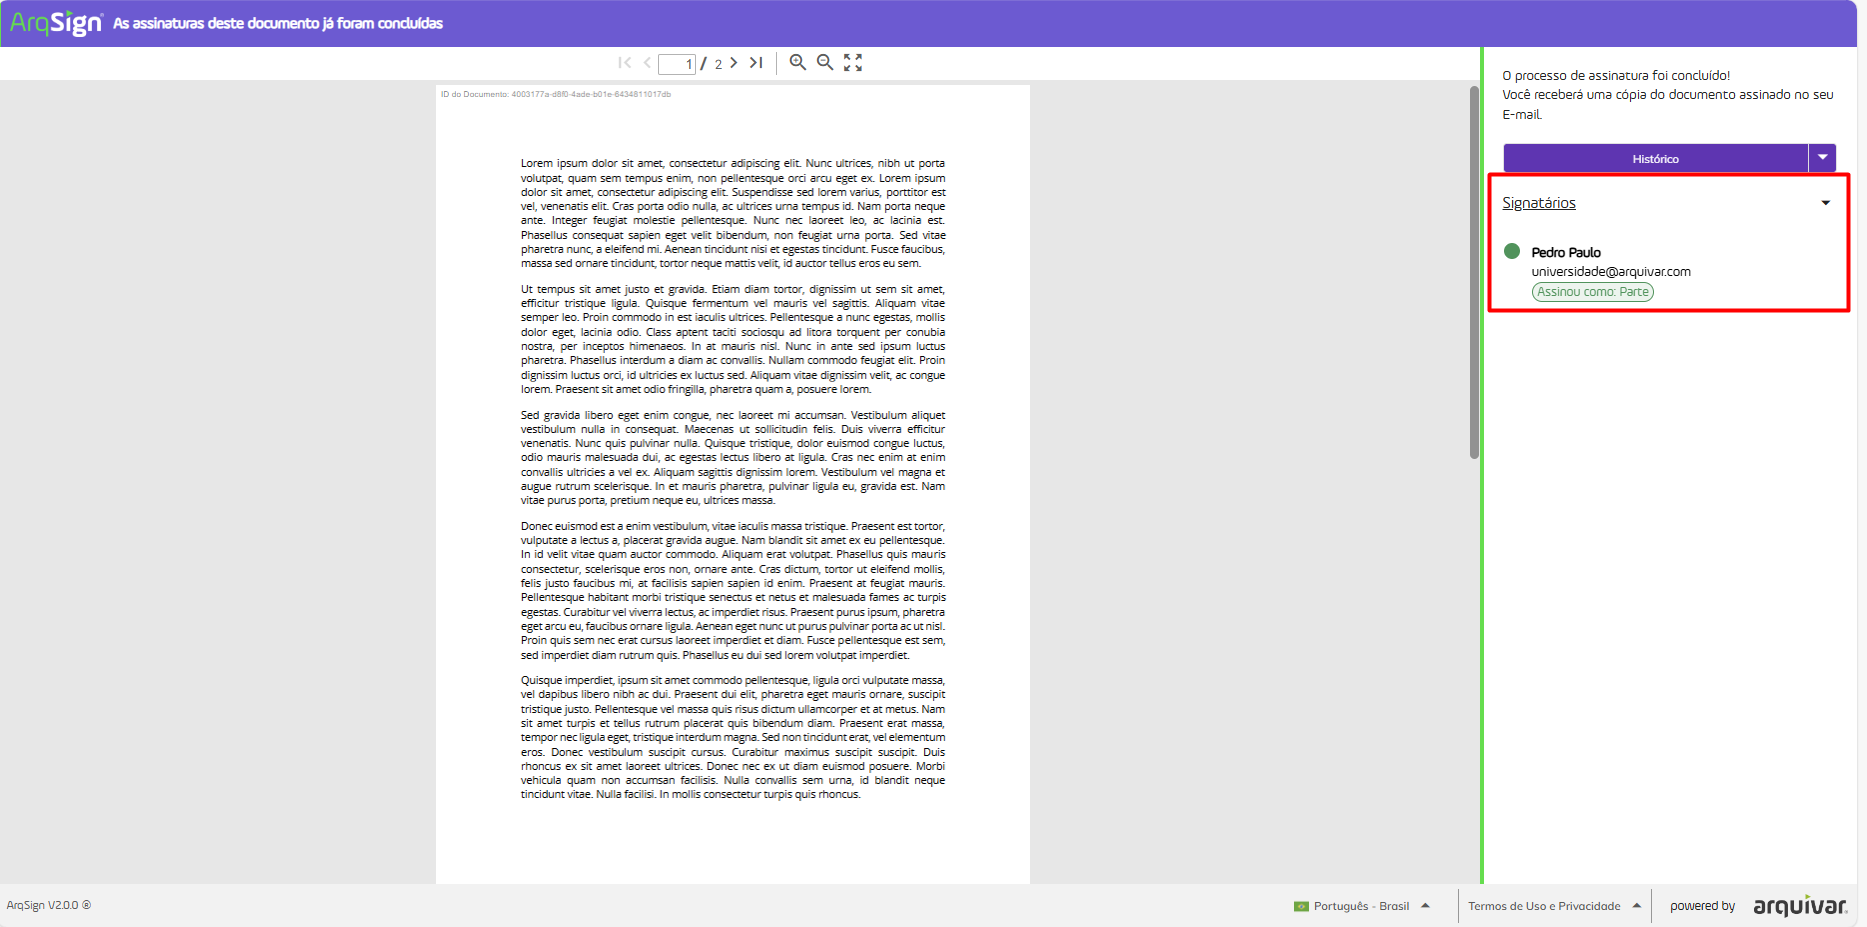 ArqSign® As assinaturas deste documento já foram concluídas
1 / 2
ID do Documento: 4003177a-d8f0-4ade-b01e-6434811017db
Lorem ipsum dolor sit amet, consectetur adipiscing elit. Nunc ultrices, nibh ut porta
volutpat, quam sem tempus enim, non pellentesque orci arcu eget ex. Lorem ipsum
dolor sit amet, consectetur adipiscing elit. Suspendisse sed lorem varius, porttitor est
vel, venenatis elit. Cras porta odio nulla, ac ultrices urna tempus id. Nam porta neque
ante. Integer feugiat molestie pellentesque. Nunc nec laoreet leo, ac lacinia est.
Phasellus consequat sapien eget velit bibendum, non feugiat urna porta. Sed vitae
pharetra nunc, a eleifend mi. Aenean tincidunt nisi et egestas tincidunt. Fusce faucibus,
massa sed ornare tincidunt, tortor neque mattis velit, id auctor tellus eros eu sem.
Ut tempus sit amet justo et gravida. Etiam diam tortor, dignissim ut sem sit amet,
efficitur tristique ligula. Quisque fermentum vel mauris vel sagittis. Aliquam vitae
semper leo. Proin commodo in est iaculis ultrices. Pellentesque a nunc egestas, mollis
dolor eget, lacinia odio. Class aptent taciti sociosqu ad litora torquent per conubia
nostra, per inceptos himenaeos. In at mauris nisl. Nunc in ante sed ipsum luctus
pharetra. Phasellus interdum a diam ac convallis. Nullam commodo feugiat elit. Proin
dignissim luctus orci, id ultricies ex luctus sed. Aliquam vitae dignissim velit, ac congue
lorem. Praesent sit amet odio fringilla, pharetra quam a, posuere lorem.
Sed gravida libero eget enim congue, nec laoreet mi accumsan. Vestibulum aliquet
vestibulum nulla in consequat. Maecenas ut sollicitudin felis. Duis viverra efficitur
venenatis. Nunc quis pulvinar nulla. Quisque tristique, dolor euismod congue luctus,
odio mauris malesuada dui, ac egestas lectus libero at ligula. Cras nec enim at enim
convallis ultricies a vel ex. Aliquam sagittis dignissim lorem. Vestibulum vel magna et
augue rutrum scelerisque. In et mauris pharetra, pulvinar ligula eu, gravida est. Nam
vitae purus porta, pretium neque eu, ultrices massa.
Donec euismod est a enim vestibulum, vitae iaculis massa tristique. Praesent est tortor,
vulputate a lectus a, placerat gravida augue. Nam blandit sit amet ex eu pellentesque.
In id velit vitae quam auctor commodo. Aliquam erat volutpat. Phasellus quis mauris
consectetur, scelerisque eros non, ornare ante. Cras dictum, tortor ut eleifend mollis,
felis justo faucibus mi, at facilisis sapien sapien id enim. Praesent at feugiat mauris.
Pellentesque habitant morbi tristique senectus et netus et malesuada fames ac turpis
egestas. Curabitur vel viverra lectus, ac imperdiet risus. Praesent purus ipsum, pharetra
eget arcu eu, faucibus ornare ligula. Aenean eget nunc ut purus pulvinar porta ac ut nisl.
Proin quis sem nec erat cursus laoreet imperdiet et diam. Fusce pellentesque est sem,
sed imperdiet diam rutrum quis. Phasellus eu dui sed lorem volutpat imperdiet.
Quisque imperdiet, ipsum sit amet commodo pellentesque, ligula orci vulputate massa,
vel dapibus libero nibh ac dui. Praesent dui elit, pharetra eget mauris ornare, suscipit
tristique justo. Pellentesque vel massa quis risus dictum ullamcorper et at metus. Nam
sit amet turpis et tellus rutrum placerat quis bibendum diam. Praesent erat massa,
tempor nec ligula eget, tristique interdum magna. Sed non tincidunt erat, vel elementum
eros. Donec vestibulum suscipit cursus. Curabitur maximus suscipit suscipit. Duis
rhoncus ex sit amet laoreet ultrices. Donec nec ex ut diam euismod posuere. Morbi
vehicula quam non accumsan facilisis. Nulla convallis sem urna, id blandit neque
tincidunt vitae. Nulla facilisi. In mollis consectetur turpis quis rhoncus.
O processo de assinatura foi concluído!
Você receberá uma cópia do documento assinado no seu
E-mail.
Histórico
Signatários
Pedro Paulo
universidade@arquivar.com
Assinou como: Parte
ArqSign V2.0.0 ®
Português - Brasil
Termos de Uso e Privacidade
powered by arquivar